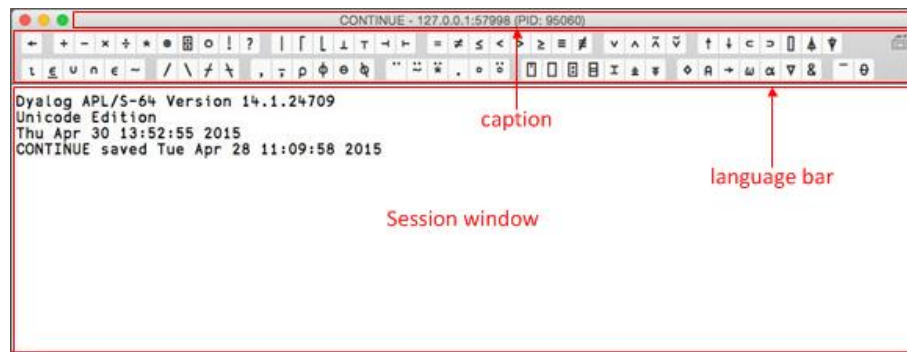 CONTINUE - 127.0.0.1:57998 (PID: 95060)
← + - × ÷ * ⍟ ⌹ ○ ! ? | ⌈ ⌊ ⊥ ⊤ ⊣ ⊢ = ≠ ≤ < > ≥ ≡ ≢ ∨ ∧ ⍲ ⍱ ↑ ↓ ⊂ ⊃ ⌷ ⍋ ⍒
⍳ ⍷ ∪ ∩ ∊ ~ / \ ⌿ ⍀ , ⍪ ⍴ ⌽ ⊖ ⍉ ¨ ⍨ ⍣ . ∘ ⍤ ⍞ ⎕ ⍠ ⌸ ⌶ ⍎ ⍕ ⋄ ⍝ → ⍵ ⍺ ∇ & ¯ ⍬
Dyalog APL/S-64 Version 14.1.24709
Unicode Edition
Thu Apr 30 13:52:55 2015
CONTINUE saved Tue Apr 28 11:09:58 2015
caption
language bar
Session window